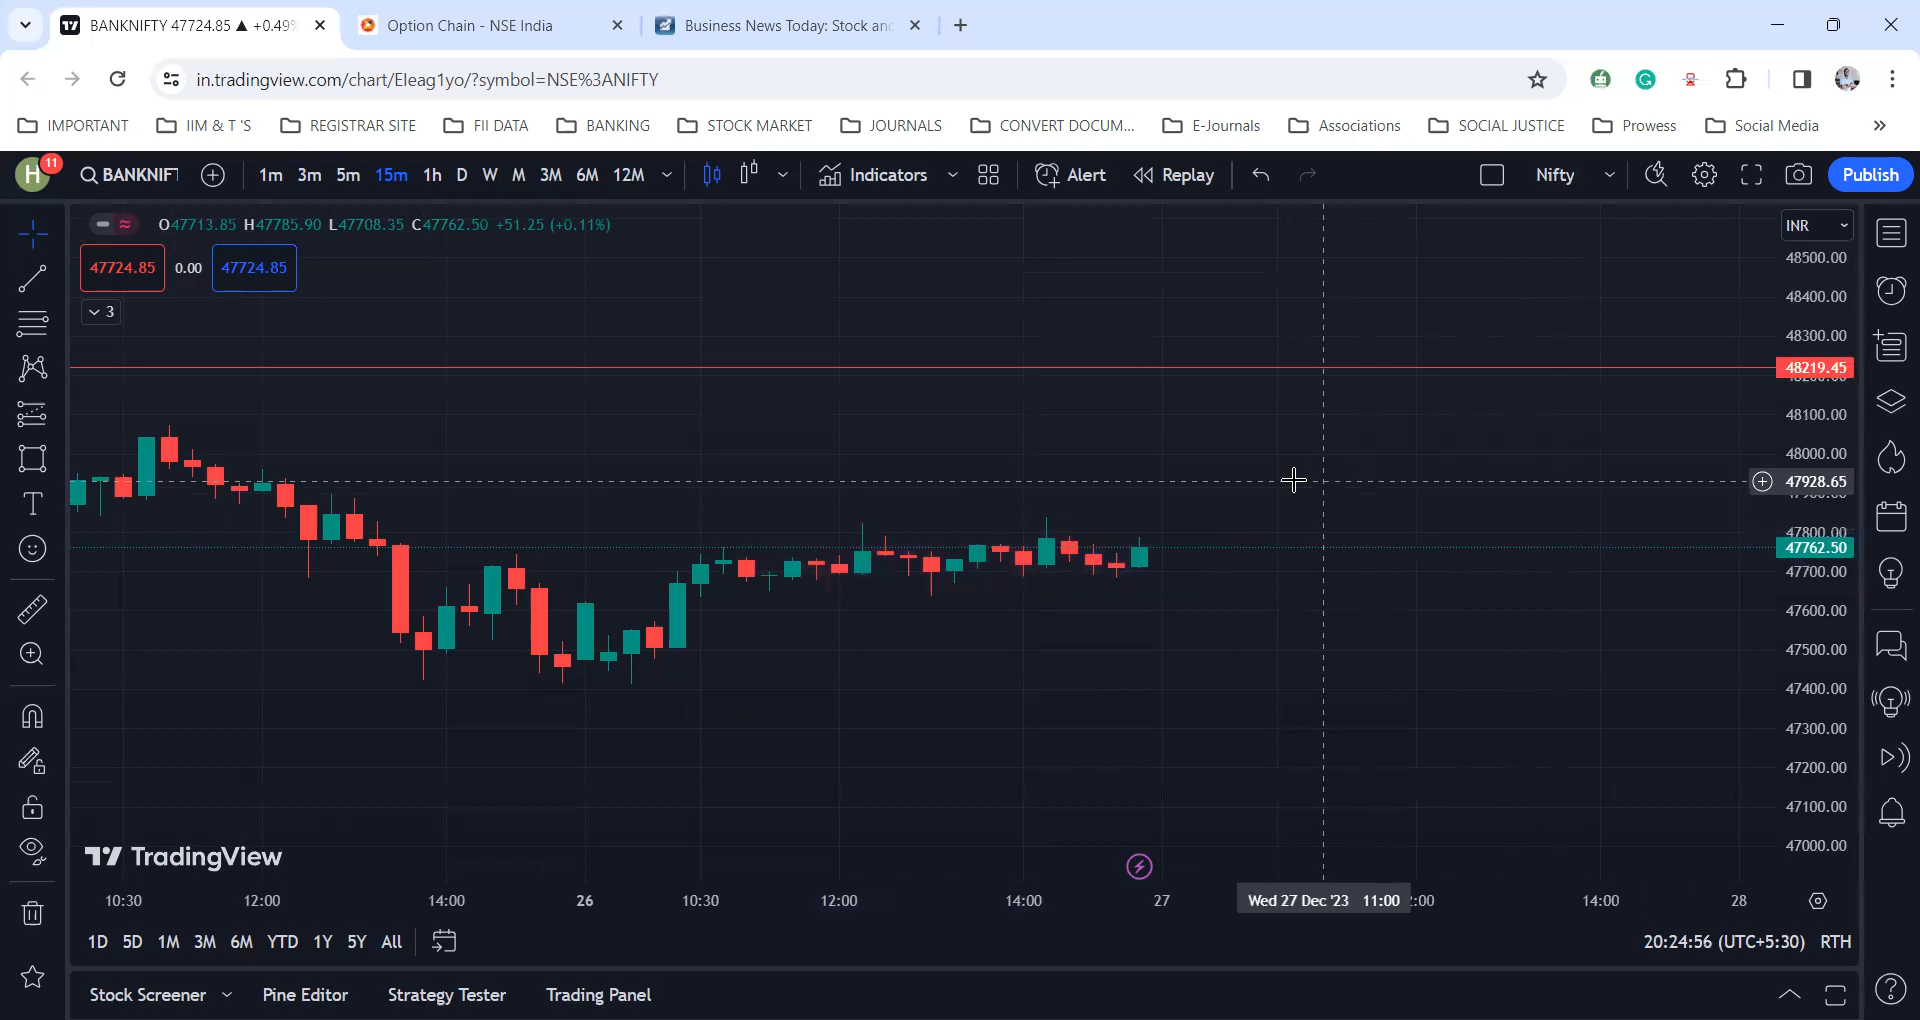 BANKNIFTY 47724.85 ▲ +0.49%
Option Chain - NSE India
Business News Today: Stock and
in.tradingview.com/chart/Eleag1yo/?symbol=NSE%3ANIFTY
IMPORTANT IIM & T 'S REGISTRAR SITE FII DATA BANKING STOCK MARKET JOURNALS CONVERT DOCUM... E-Journals Associations SOCIAL JUSTICE Prowess Social Media »
H 11 BANKNIF 1m 3m 5m 15m 1h D W M 3M 6M 12M Indicators Alert Replay Nifty Publish
O47713.85 H47785.90 L47708.35 C47762.50 +51.25 (+0.11%)
INR
47724.85 0.00 47724.85
3
48500.00
48400.00
48300.00
48219.45
48100.00
48000.00
47928.65
47800.00
47762.50
47700.00
47600.00
47500.00
47400.00
47300.00
47200.00
47100.00
47000.00
TradingView
10:30 12:00 14:00 26 10:30 12:00 14:00 27 Wed 27 Dec '23 11:00 2:00 14:00 28
1D 5D 1M 3M 6M YTD 1Y 5Y All 20:24:56 (UTC+5:30) RTH
Stock Screener Pine Editor Strategy Tester Trading Panel